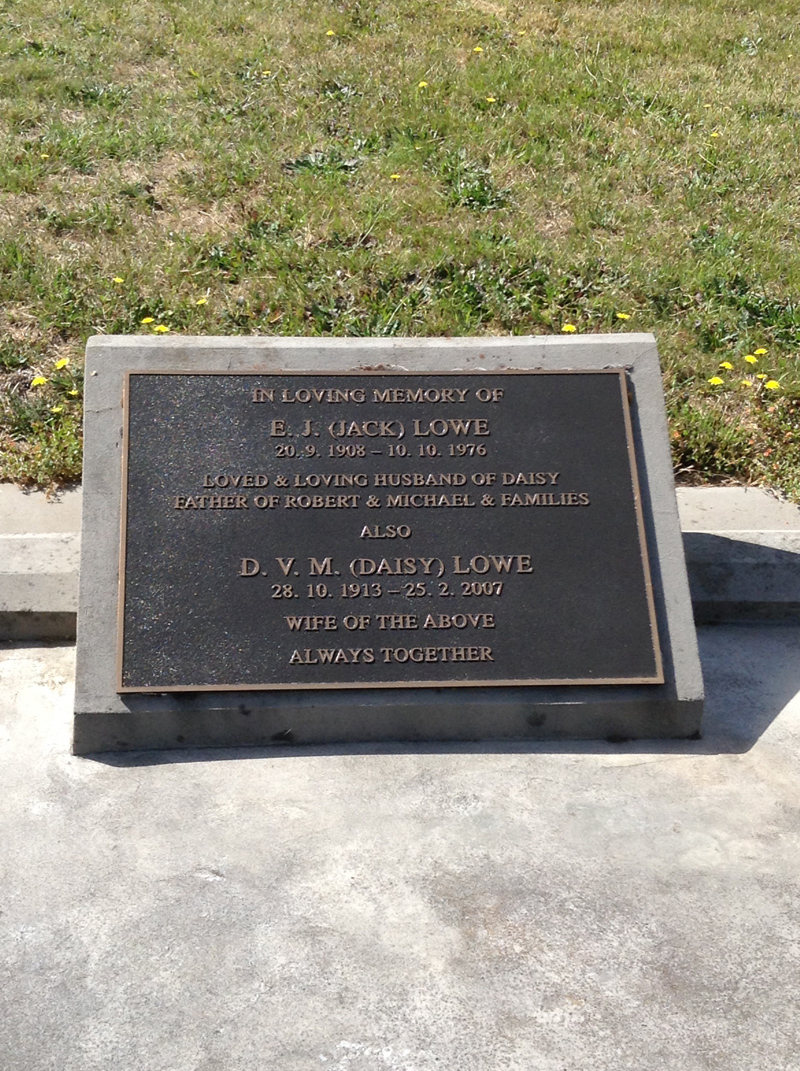 IN LOVING MEMORY OF
E. J. (JACK) LOWE
20. 9. 1908 – 10. 10. 1976
LOVED & LOVING HUSBAND OF DAISY
FATHER OF ROBERT & MICHAEL & FAMILIES
ALSO
D. V. M. (DAISY) LOWE
28. 10. 1913 – 25. 2. 2007
WIFE OF THE ABOVE
ALWAYS TOGETHER